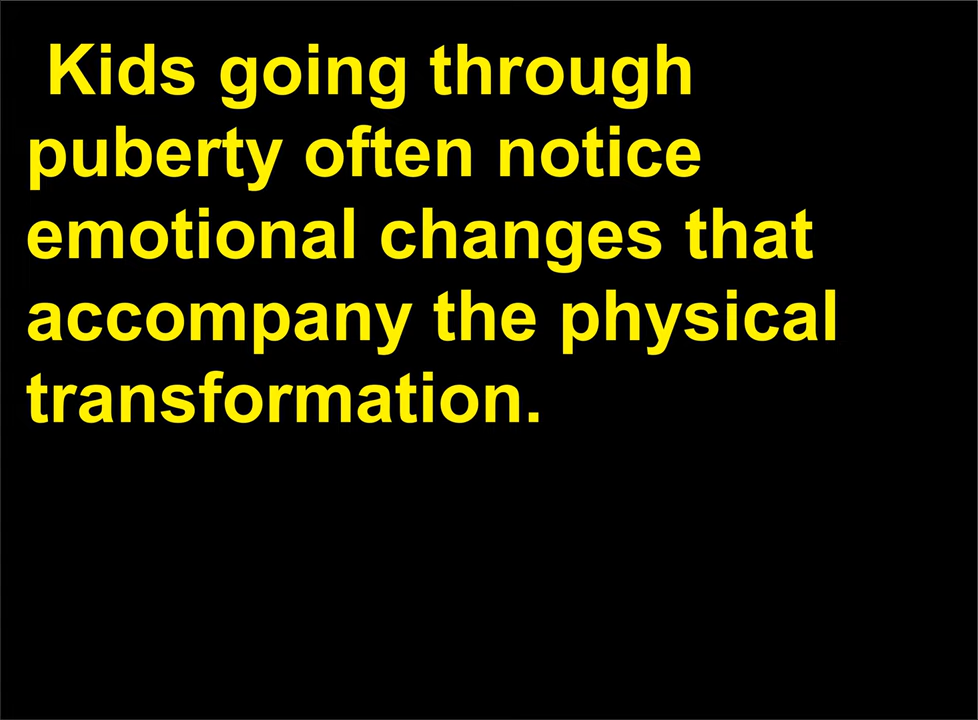 Kids going through
puberty often notice
emotional changes that
accompany the physical
transformation.